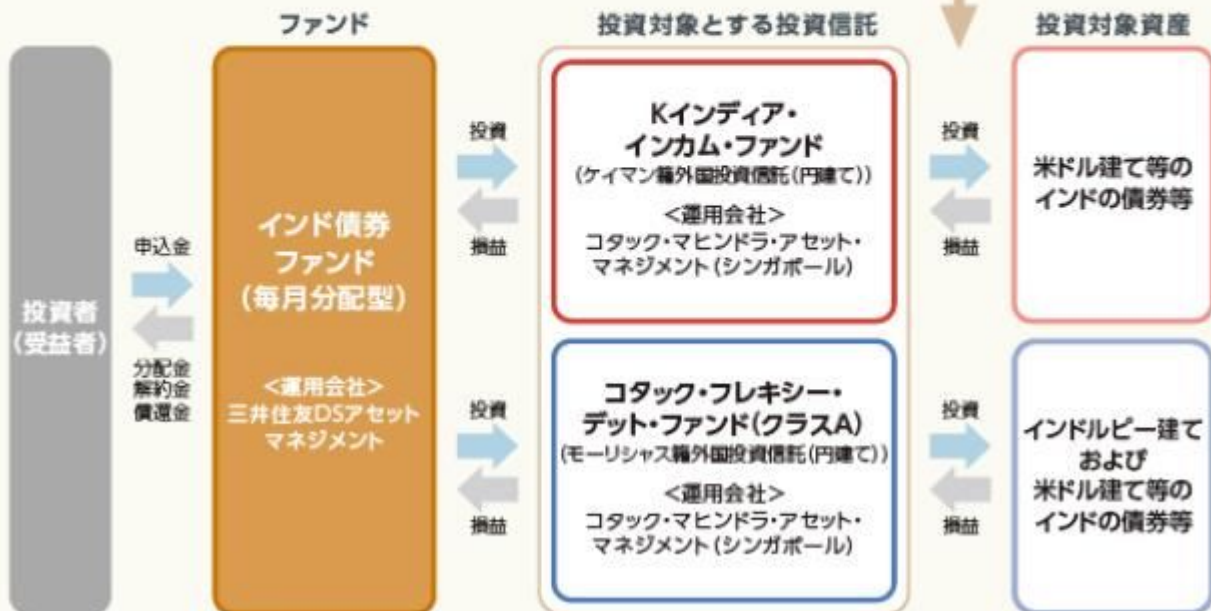 ファンド
投資対象とする投資信託
投資対象資産
投資者
(受益者)
申込金
分配金
解約金
償還金
インド債券
ファンド
(毎月分配型)
<運用会社>
三井住友DSアセット
マネジメント
投資
損益
Kインディア・
インカム・ファンド
(ケイマン籍外国投資信託(円建て))
<運用会社>
コタック・マヒンドラ・アセット・
マネジメント(シンガポール)
投資
損益
米ドル建て等の
インドの債券等
投資
損益
コタック・フレキシー・
デット・ファンド(クラスA)
(モーリシャス籍外国投資信託(円建て))
<運用会社>
コタック・マヒンドラ・アセット・
マネジメント(シンガポール)
投資
損益
インドルピー建て
および
米ドル建て等の
インドの債券等